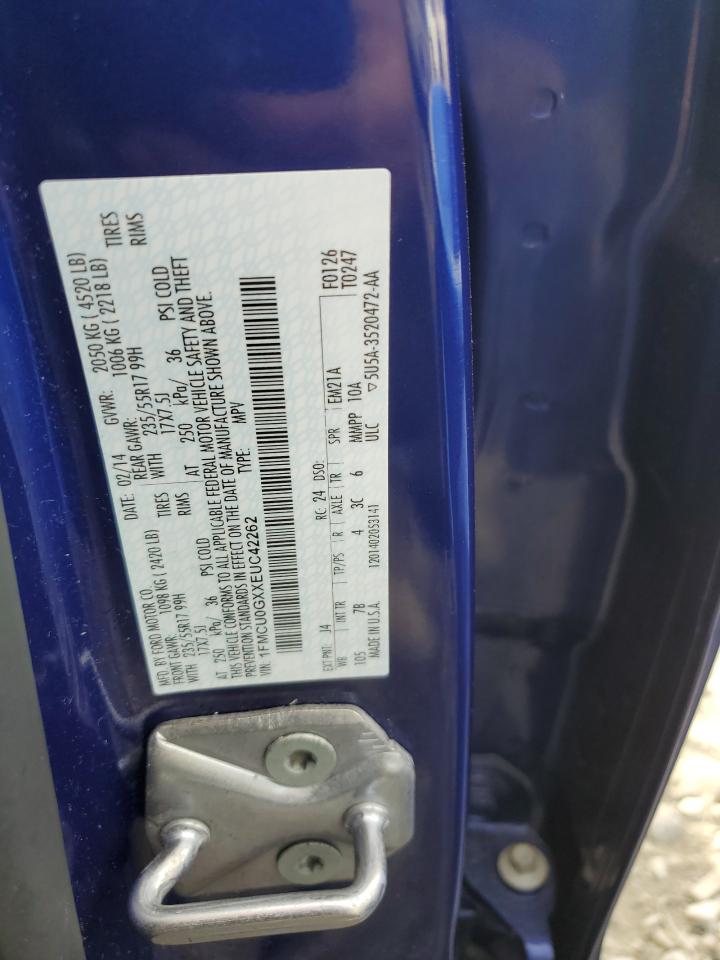 MFD. BY FORD MOTOR CO. DATE: 02/14 GVWR: 2050 KG ( 4520 LB)
FRONT GAWR: 1098 KG ( 2420 LB) REAR GAWR: 1006 KG ( 2218 LB)
WITH 235/55R17 99H TIRES WITH 235/55R17 99H TIRES
17X7.5J RIMS 17X7.5J RIMS
AT 250 kPa/ 36 PSI COLD AT 250 kPa/ 36 PSI COLD
THIS VEHICLE CONFORMS TO ALL APPLICABLE FEDERAL MOTOR VEHICLE SAFETY AND THEFT
PREVENTION STANDARDS IN EFFECT ON THE DATE OF MANUFACTURE SHOWN ABOVE.
VIN: 1FMCU0GXXEUC42262 TYPE: MPV
F0126
T0247
EXT PNT: J4 RC: 24 DSO:
WB INT TR TP/PS R AXLE TR SPR EM21A
105 7B 4 3C 6 MMPP 10A
MADE IN U.S.A. 12014020S3141 ULC ▽5U5A-3520472-AA